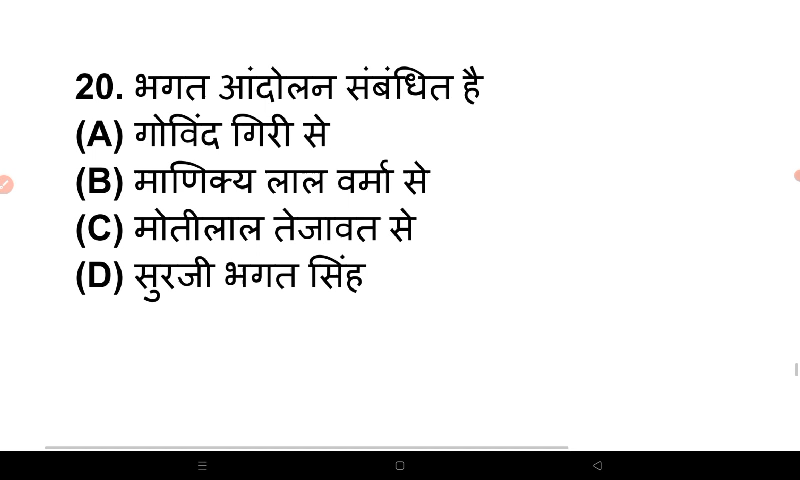 20. भगत आंदोलन संबंधित है
(A) गोविंद गिरी से
(B) माणिक्य लाल वर्मा से
(C) मोतीलाल तेजावत से
(D) सुरजी भगत सिंह